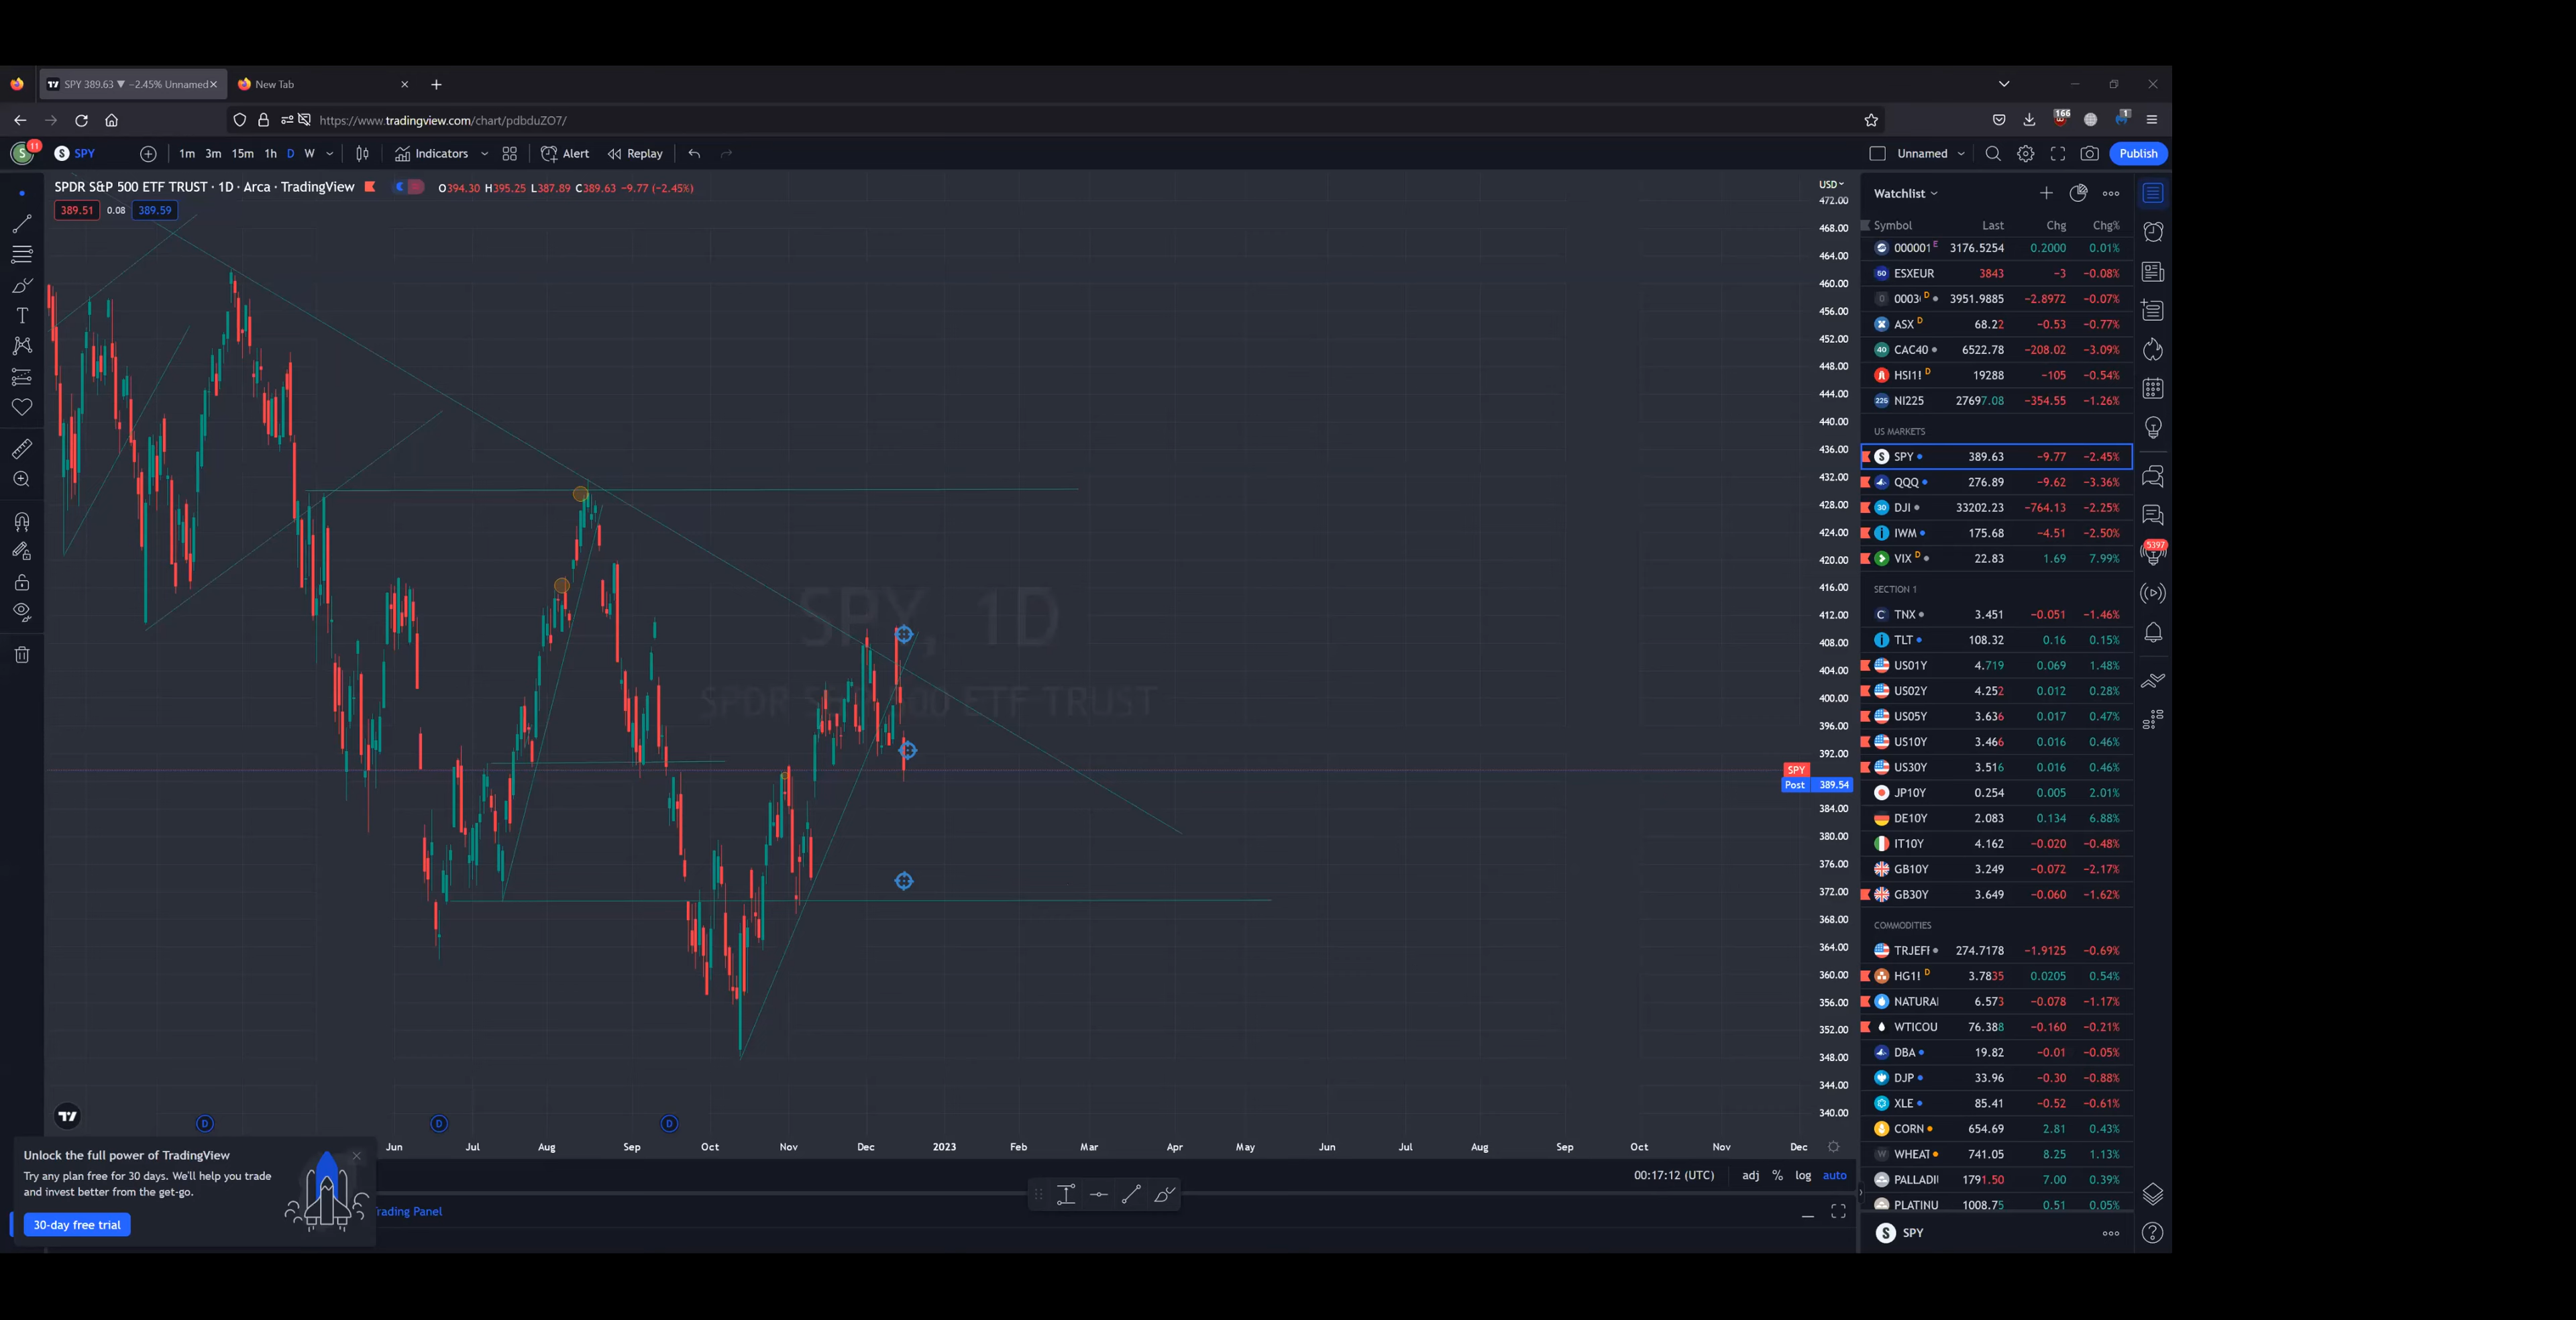 SPY 389.63 ▼ −2.45% Unnamed
New Tab
https://www.tradingview.com/chart/pdbduZO7/
166
1
S 11 S SPY 1m 3m 15m 1h D W Indicators Alert Replay Unnamed Publish
SPDR S&P 500 ETF TRUST · 1D · Arca · TradingView O394.30 H395.25 L387.89 C389.63 −9.77 (−2.45%)
389.51 0.08 389.59
SPY, 1D
SPDR S&P 500 ETF TRUST
USD
472.00
468.00
464.00
460.00
456.00
452.00
448.00
444.00
440.00
436.00
432.00
428.00
424.00
420.00
416.00
412.00
408.00
404.00
400.00
396.00
392.00
SPY
Post 389.54
384.00
380.00
376.00
372.00
368.00
364.00
360.00
356.00
352.00
348.00
344.00
340.00
D D D
Jun Jul Aug Sep Oct Nov Dec 2023 Feb Mar Apr May Jun Jul Aug Sep Oct Nov Dec
00:17:12 (UTC) adj % log auto
Unlock the full power of TradingView
Try any plan free for 30 days. We'll help you trade
and invest better from the get-go.
30-day free trial
rading Panel
Watchlist
Symbol Last Chg Chg%
000001 E 3176.5254 0.2000 0.01%
50 ESXEUR 3843 −3 −0.08%
0 0003 D 3951.9885 −2.8972 −0.07%
ASX D 68.22 −0.53 −0.77%
40 CAC40 6522.78 −208.02 −3.09%
HSI1! D 19288 −105 −0.54%
225 NI225 27697.08 −354.55 −1.26%
US MARKETS
S SPY 389.63 −9.77 −2.45%
QQQ 276.89 −9.62 −3.36%
30 DJI 33202.23 −764.13 −2.25%
IWM 175.68 −4.51 −2.50%
VIX D 22.83 1.69 7.99%
SECTION 1
C TNX 3.451 −0.051 −1.46%
TLT 108.32 0.16 0.15%
US01Y 4.719 0.069 1.48%
US02Y 4.252 0.012 0.28%
US05Y 3.636 0.017 0.47%
US10Y 3.466 0.016 0.46%
US30Y 3.516 0.016 0.46%
JP10Y 0.254 0.005 2.01%
DE10Y 2.083 0.134 6.88%
IT10Y 4.162 −0.020 −0.48%
GB10Y 3.249 −0.072 −2.17%
GB30Y 3.649 −0.060 −1.62%
COMMODITIES
TRJEFF 274.7178 −1.9125 −0.69%
HG1! D 3.7835 0.0205 0.54%
NATURA 6.573 −0.078 −1.17%
WTICOU 76.388 −0.160 −0.21%
DBA 19.82 −0.01 −0.05%
DJP 33.96 −0.30 −0.88%
XLE 85.41 −0.52 −0.61%
CORN 654.69 2.81 0.43%
W WHEAT 741.05 8.25 1.13%
PALLADI 1791.50 7.00 0.39%
PLATINU 1008.75 0.51 0.05%
S SPY
5397